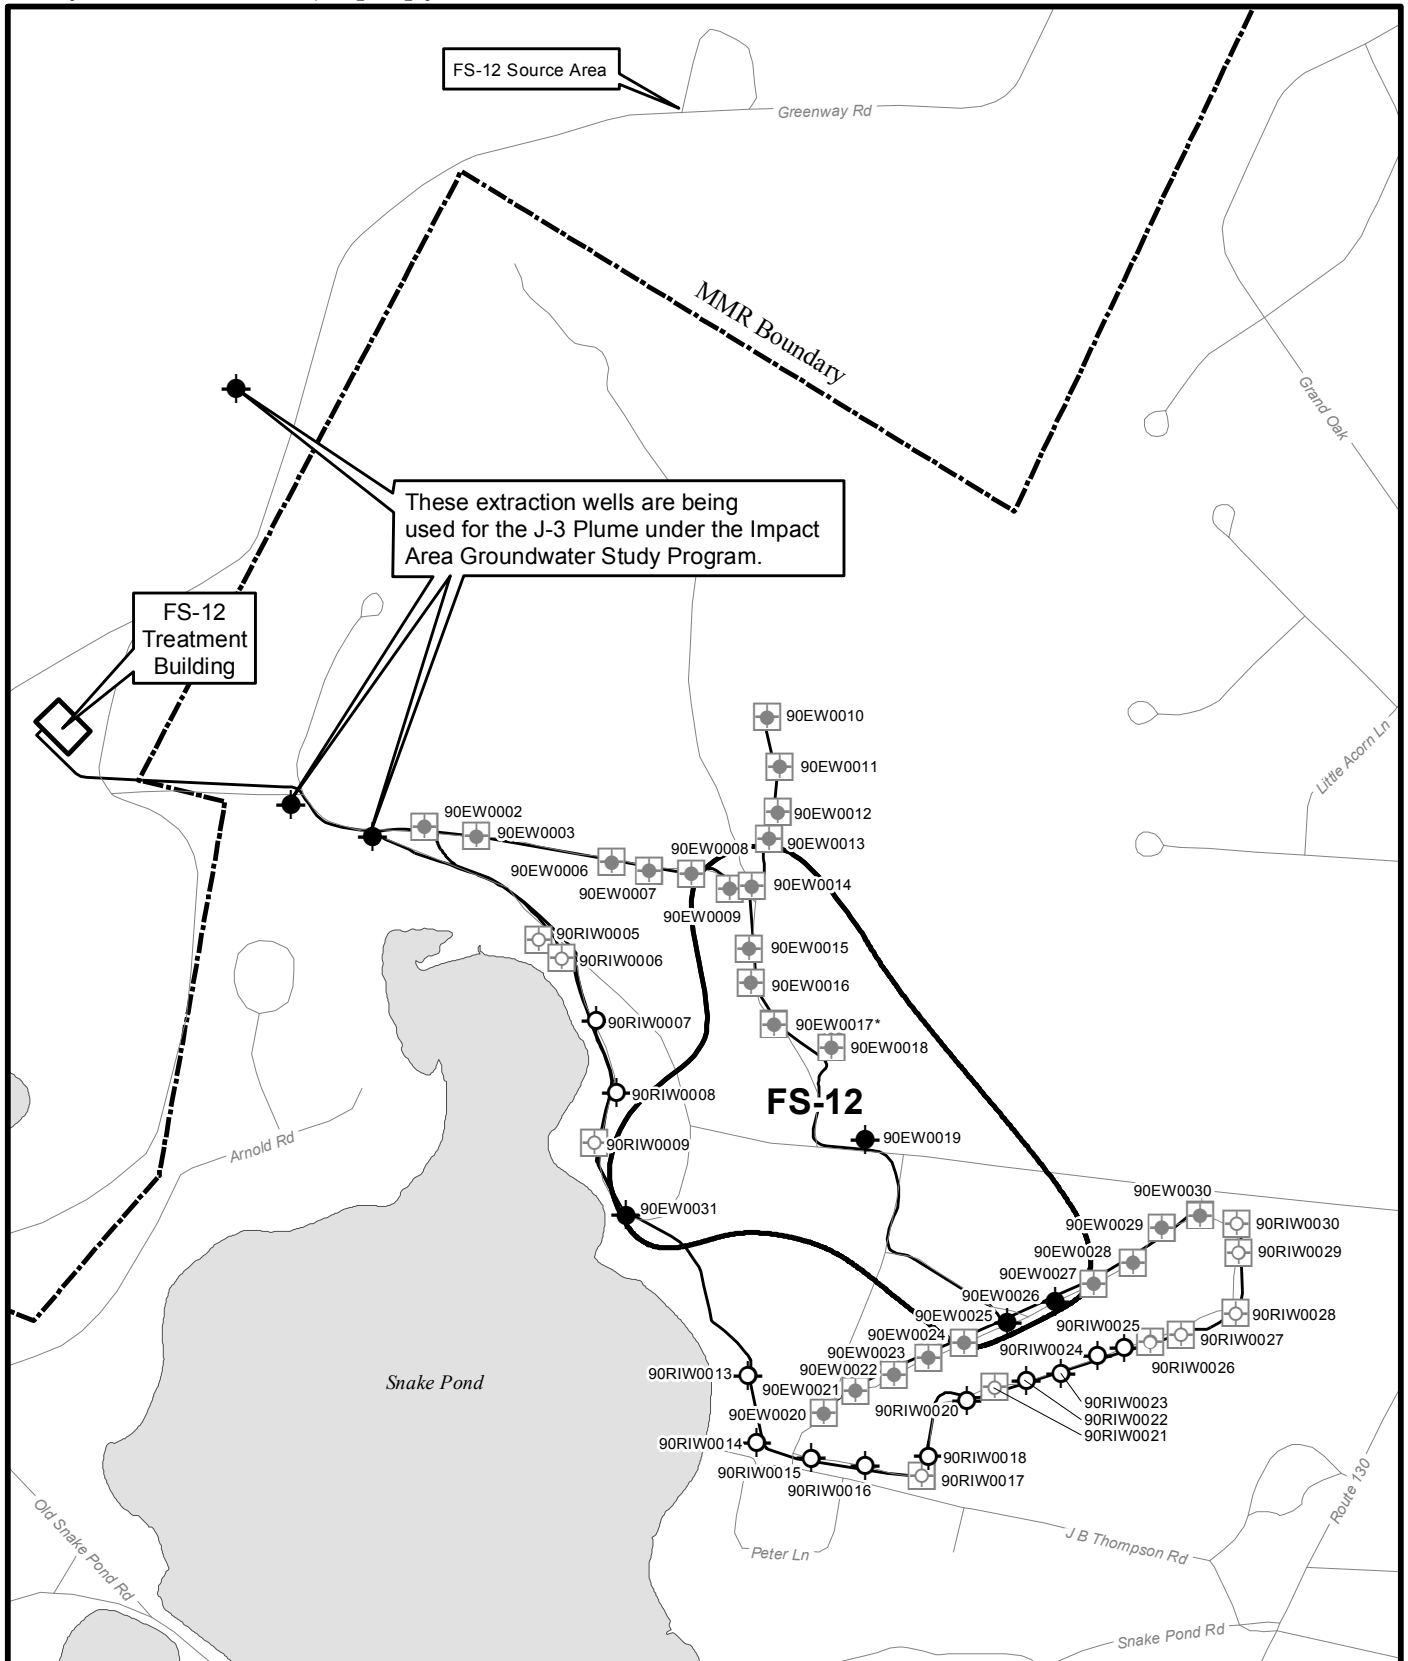 FS-12 Source Area
Greenway Rd
MMR Boundary
Grand Oak
These extraction wells are being
used for the J-3 Plume under the Impact
Area Groundwater Study Program.
FS-12
Treatment
Building
Little Acorn Ln
90EW0010
90EW0011
90EW0012
90EW0002
90EW0003
90EW0013
90EW0008
90EW0006
90EW0014
90EW0007
90EW0009
90RIW0005
90EW0015
90RIW0006
90EW0016
90RIW0007
90EW0017*
90EW0018
90RIW0008
FS-12
90EW0019
90RIW0009
Arnold Rd
90EW0030
90EW0031
90EW0029
90RIW0030
90EW0028
90RIW0029
90EW0027
90EW0026
90EW0025
90RIW0028
90RIW0025
90EW0024
90RIW0027
90RIW0024
90EW0023
90RIW0026
90EW0022
90RIW0013
Snake Pond
90EW0021
90RIW0023
90RIW0020
90EW0020
90RIW0022
90RIW0021
90RIW0014
90RIW0018
90RIW0015
90RIW0017
90RIW0016
Route 130
Old Snake Pond Rd
J B Thompson Rd
Peter Ln
Snake Pond Rd